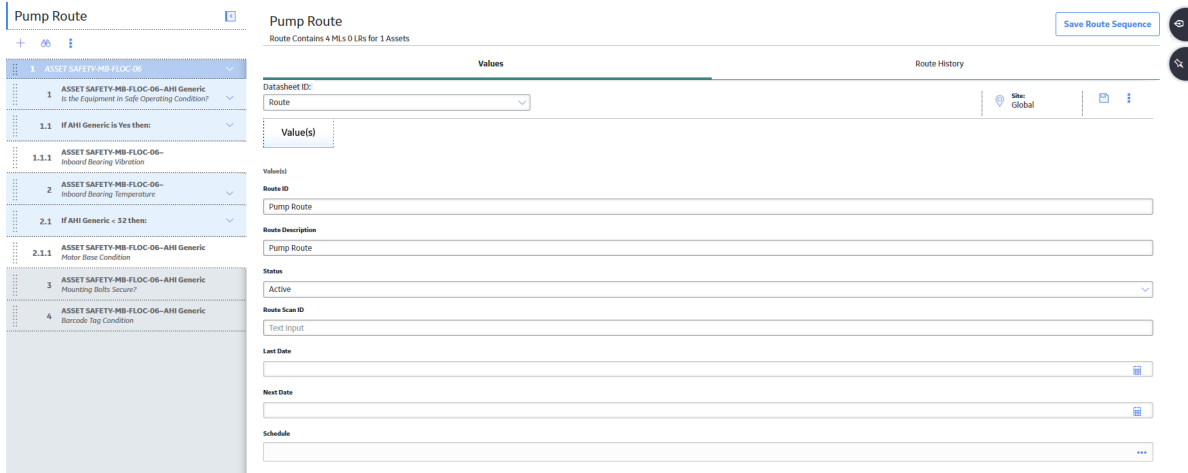 Pump Route
1 ASSET SAFETY-MB-FLOC-06
1 ASSET SAFETY-MB-FLOC-06~AHI Generic
Is the Equipment in Safe Operating Condition?
1.1 If AHI Generic is Yes then:
1.1.1 ASSET SAFETY-MB-FLOC-06~
Inboard Bearing Vibration
2 ASSET SAFETY-MB-FLOC-06~
Inboard Bearing Temperature
2.1 If AHI Generic < 32 then:
2.1.1 ASSET SAFETY-MB-FLOC-06~AHI Generic
Motor Base Condition
3 ASSET SAFETY-MB-FLOC-06~AHI Generic
Mounting Bolts Secure?
4 ASSET SAFETY-MB-FLOC-06~AHI Generic
Barcode Tag Condition
Pump Route
Route Contains 4 MLs 0 LRs for 1 Assets
Save Route Sequence
Values
Route History
Datasheet ID:
Route
Site:
Global
Value(s)
Value(s)
Route ID
Pump Route
Route Description
Pump Route
Status
Active
Route Scan ID
Text input
Last Date
Next Date
Schedule